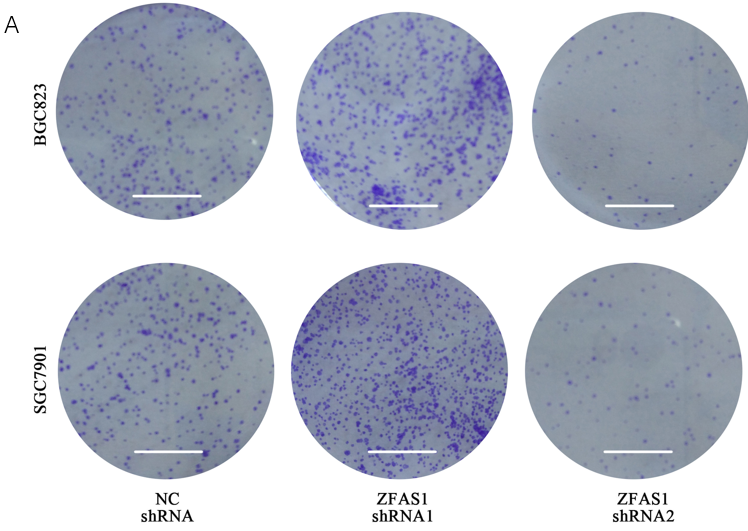 A
BGC823
SGC7901
NC
shRNA
ZFAS1
shRNA1
ZFAS1
shRNA2